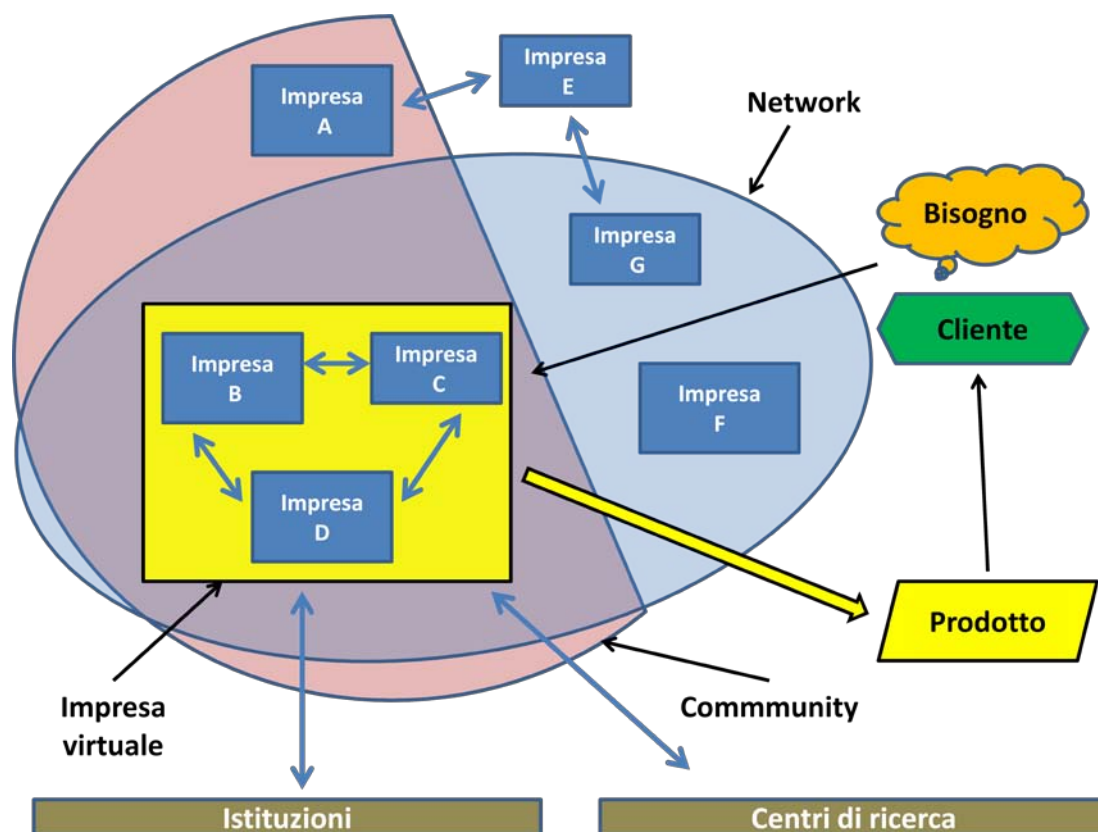 Impresa
E
Impresa
A
Network
Bisogno
Impresa
G
Cliente
Impresa
B
Impresa
C
Impresa
F
Impresa
D
Prodotto
Impresa
virtuale
Commmunity
Istituzioni
Centri di ricerca